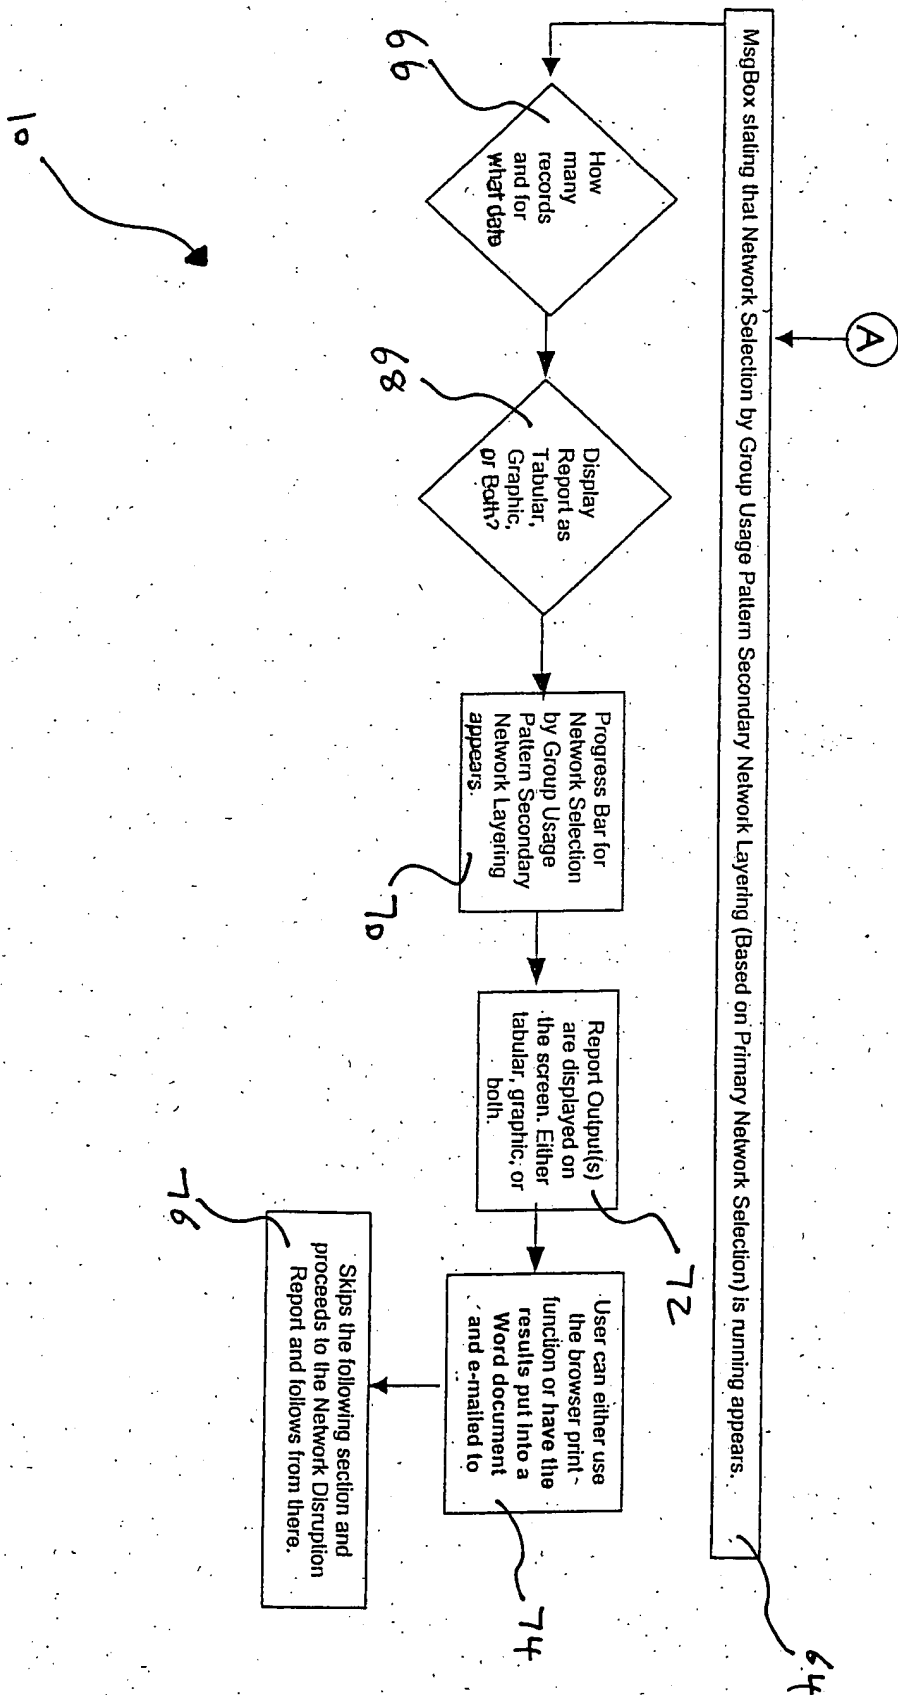 A
MsgBox stating that Network Selection by Group Usage Pattern Secondary Network Layering (Based on Primary Network Selection) is running appears.
64
How
many
records
and for
what date
66
Display
Report as
Tabular,
Graphic,
or Both?
68
Progress Bar for
Network Selection
by Group Usage
Pattern Secondary
Network Layering
appears.
70
Report Output(s)
are displayed on
the screen. Either
tabular, graphic, or
both.
72
User can either use
the browser print
function or have the
results put into a
Word document
and e-mailed to
74
Skips the following section and
proceeds to the Network Disruption
Report and follows from there.
76
10